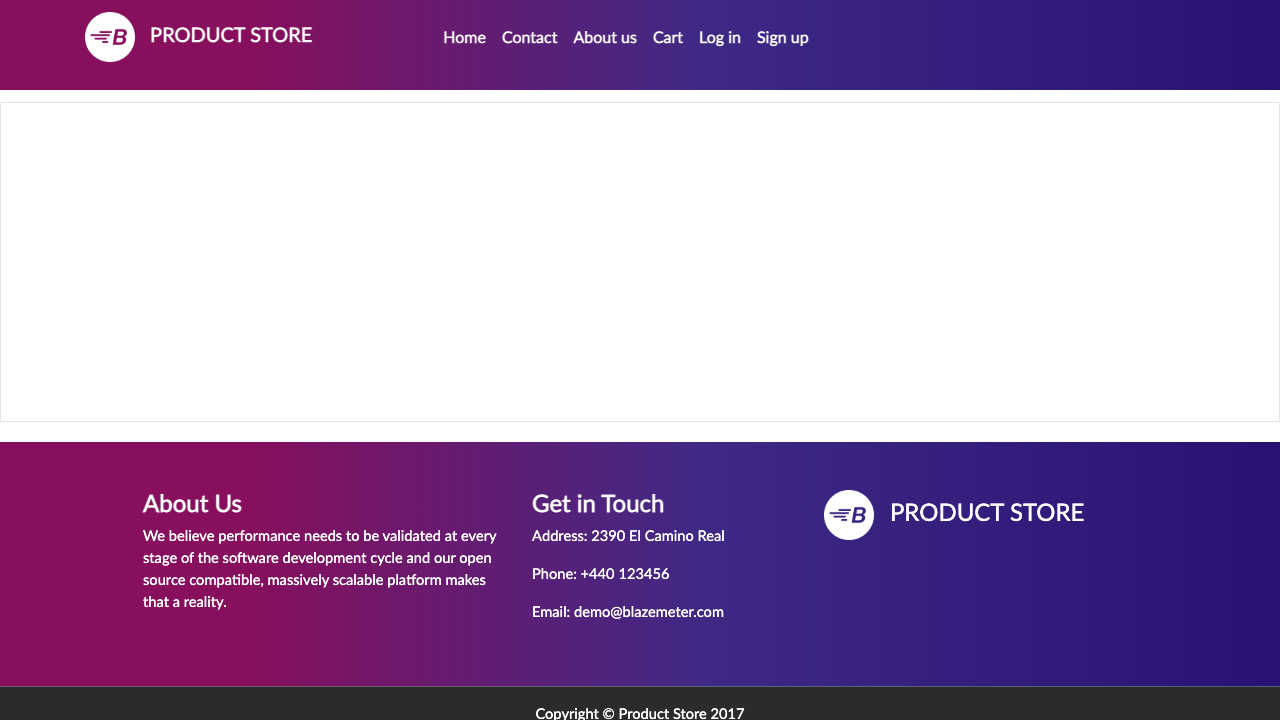 B PRODUCT STORE
Home Contact About us Cart Log in Sign up
About Us
We believe performance needs to be validated at every
stage of the software development cycle and our open
source compatible, massively scalable platform makes
that a reality.
Get in Touch
Address: 2390 El Camino Real
Phone: +440 123456
Email: demo@blazemeter.com
B PRODUCT STORE
Copyright © Product Store 2017